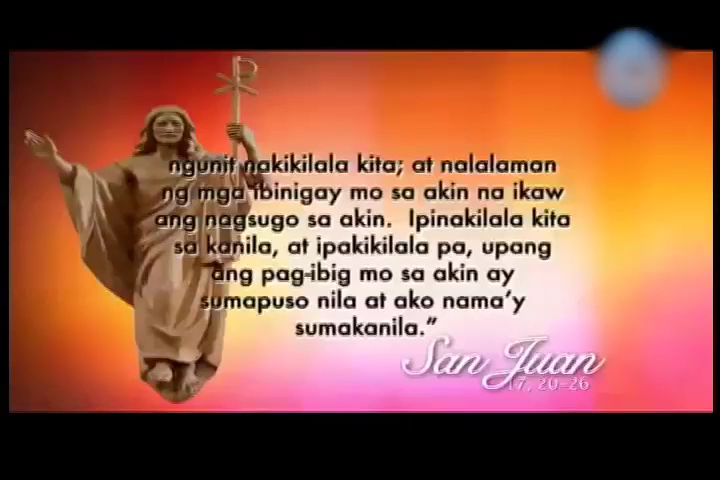 ngunit nakikilala kita; at nalalaman
ng mga ibinigay mo sa akin na ikaw
ang nagsugo sa akin.  Ipinakilala kita
sa kanila, at ipakikilala pa, upang
ang pag-ibig mo sa akin ay
sumapuso nila at ako nama’y
sumakanila.”
San Juan
17, 20-26